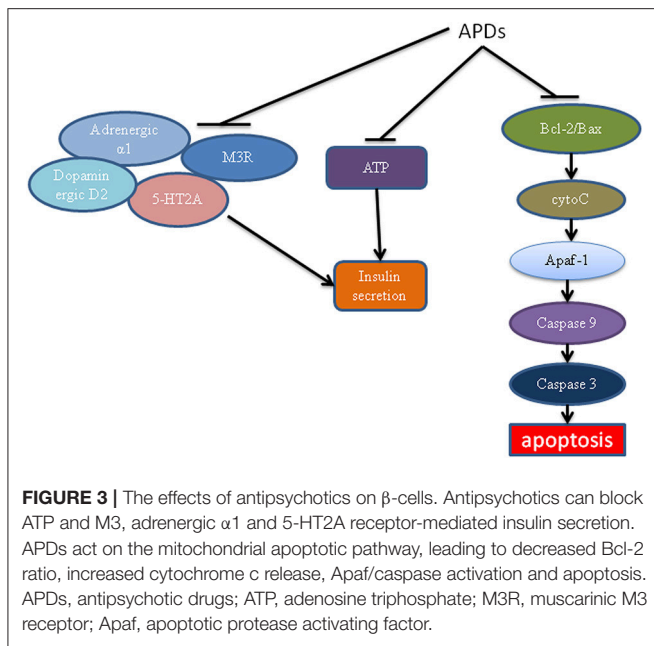 APDs
Adrenergic
α1
M3R
Dopamin
ergic D2
5-HT2A
ATP
Insulin
secretion
Bcl-2/Bax
cytoC
Apaf-1
Caspase 9
Caspase 3
apoptosis
FIGURE 3 | The effects of antipsychotics on β-cells. Antipsychotics can block
ATP and M3, adrenergic α1 and 5-HT2A receptor-mediated insulin secretion.
APDs act on the mitochondrial apoptotic pathway, leading to decreased Bcl-2
ratio, increased cytochrome c release, Apaf/caspase activation and apoptosis.
APDs, antipsychotic drugs; ATP, adenosine triphosphate; M3R, muscarinic M3
receptor; Apaf, apoptotic protease activating factor.